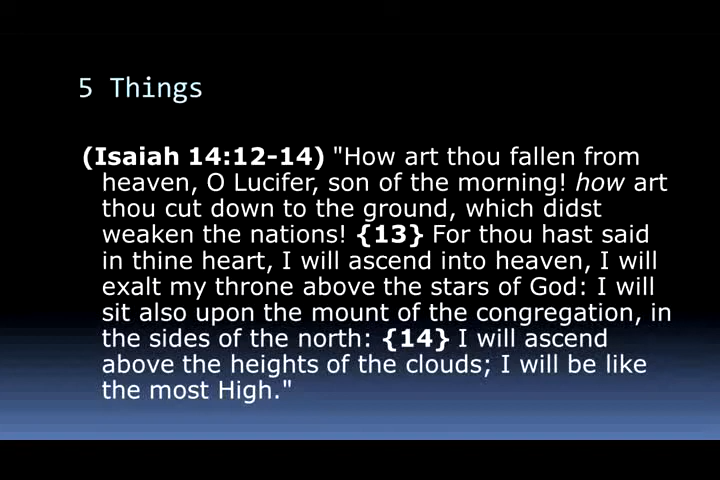 5 Things
(Isaiah 14:12-14) "How art thou fallen from
heaven, O Lucifer, son of the morning! how art
thou cut down to the ground, which didst
weaken the nations! {13} For thou hast said
in thine heart, I will ascend into heaven, I will
exalt my throne above the stars of God: I will
sit also upon the mount of the congregation, in
the sides of the north: {14} I will ascend
above the heights of the clouds; I will be like
the most High."